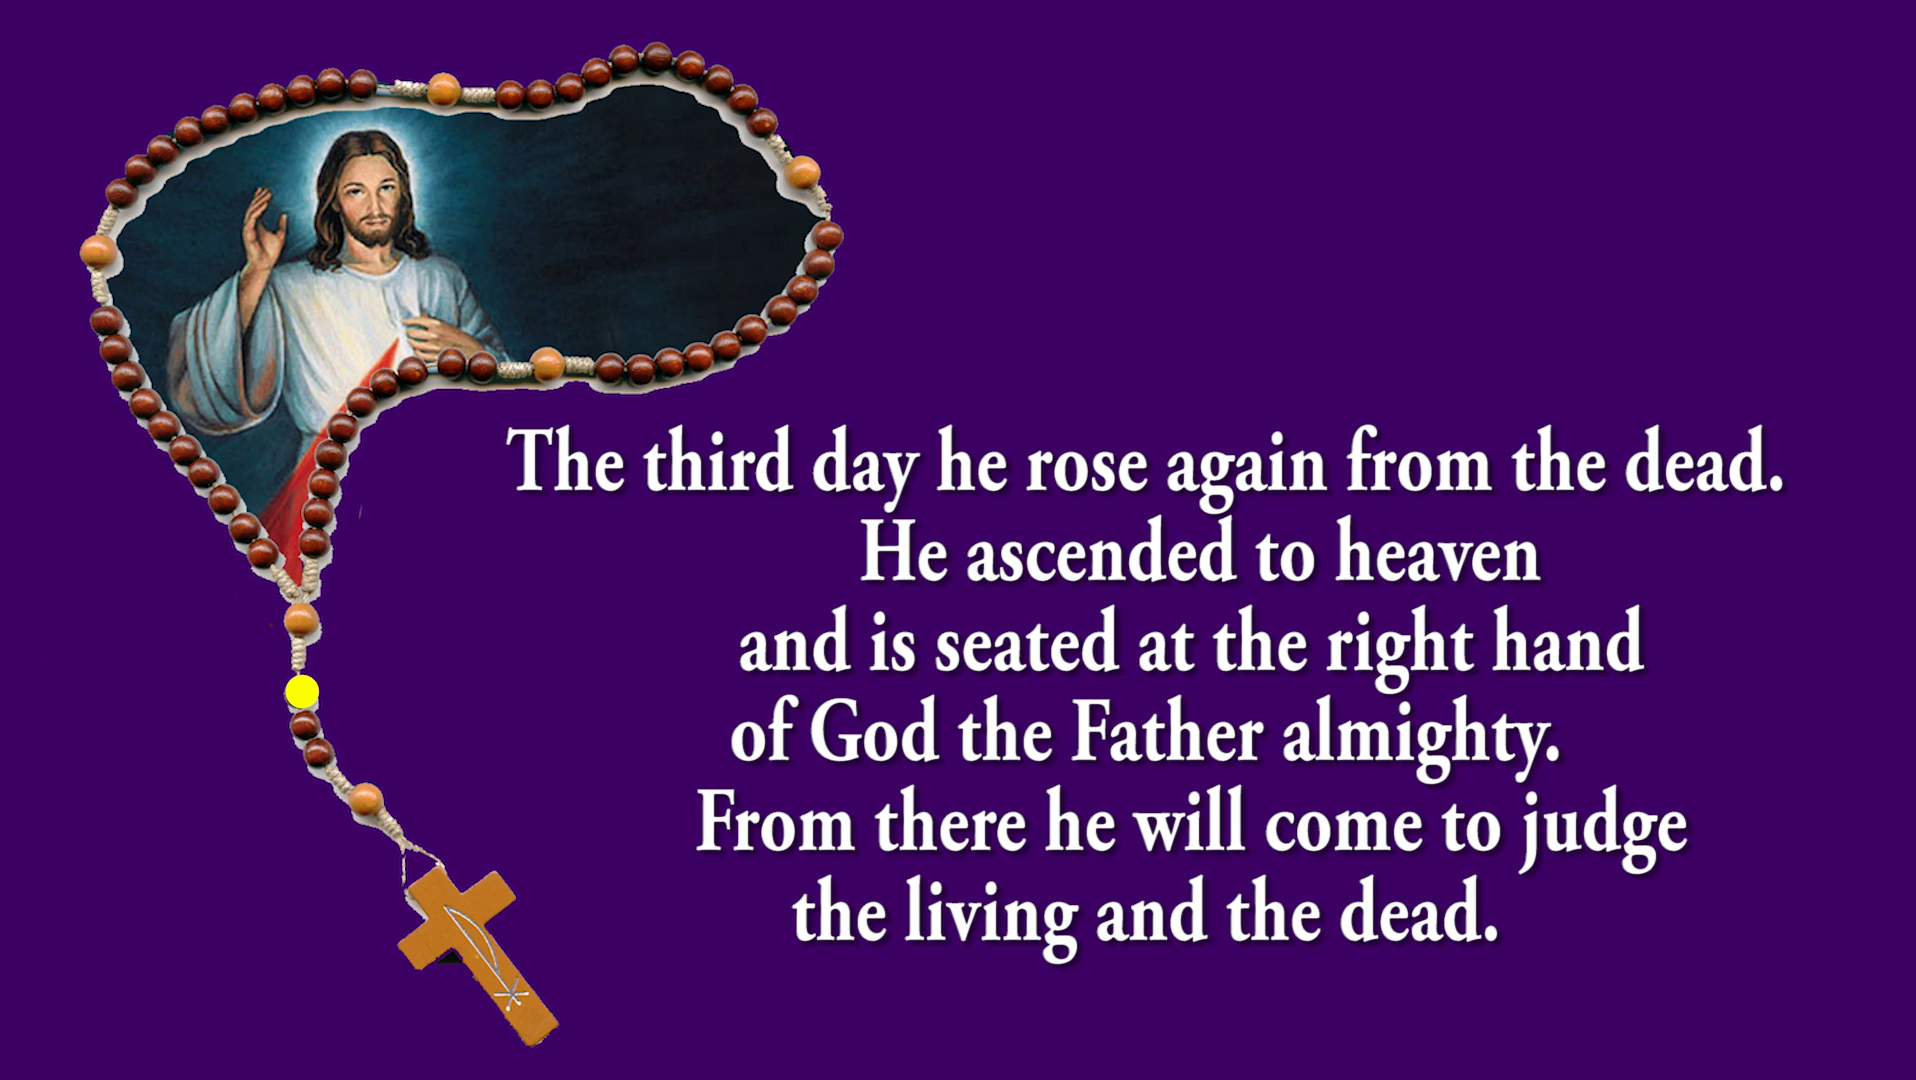 The third day he rose again from the dead.
He ascended to heaven
and is seated at the right hand
of God the Father almighty.
From there he will come to judge
the living and the dead.